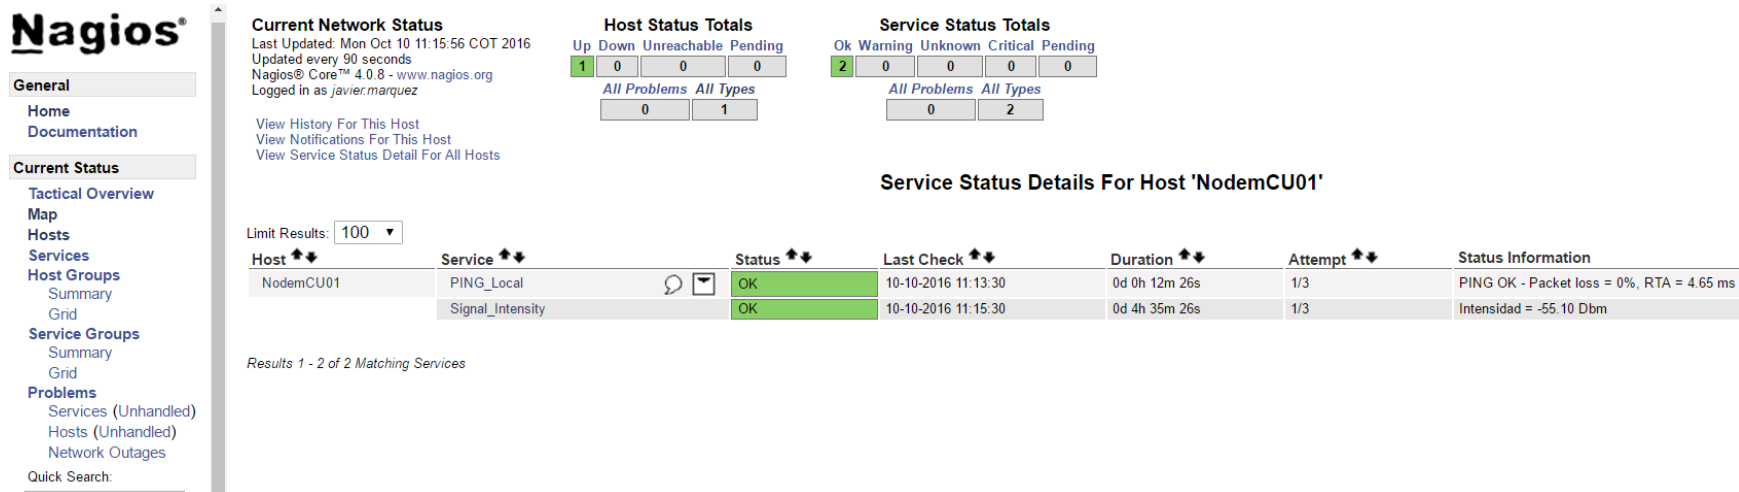 Nagios®
General
Home
Documentation
Current Status
Tactical Overview
Map
Hosts
Services
Host Groups
Summary
Grid
Service Groups
Summary
Grid
Problems
Services (Unhandled)
Hosts (Unhandled)
Network Outages
Quick Search:
Current Network Status
Last Updated: Mon Oct 10 11:15:56 COT 2016
Updated every 90 seconds
Nagios® Core™ 4.0.8 - www.nagios.org
Logged in as javier.marquez
View History For This Host
View Notifications For This Host
View Service Status Detail For All Hosts
Host Status Totals
Up Down Unreachable Pending
1 0 0 0
All Problems All Types
0 1
Service Status Totals
Ok Warning Unknown Critical Pending
2 0 0 0 0
All Problems All Types
0 2
Service Status Details For Host 'NodemCU01'
Limit Results: 100
Host Service Status Last Check Duration Attempt Status Information
NodemCU01 PING_Local OK 10-10-2016 11:13:30 0d 0h 12m 26s 1/3 PING OK - Packet loss = 0%, RTA = 4.65 ms
Signal_Intensity OK 10-10-2016 11:15:30 0d 4h 35m 26s 1/3 Intensidad = -55.10 Dbm
Results 1 - 2 of 2 Matching Services